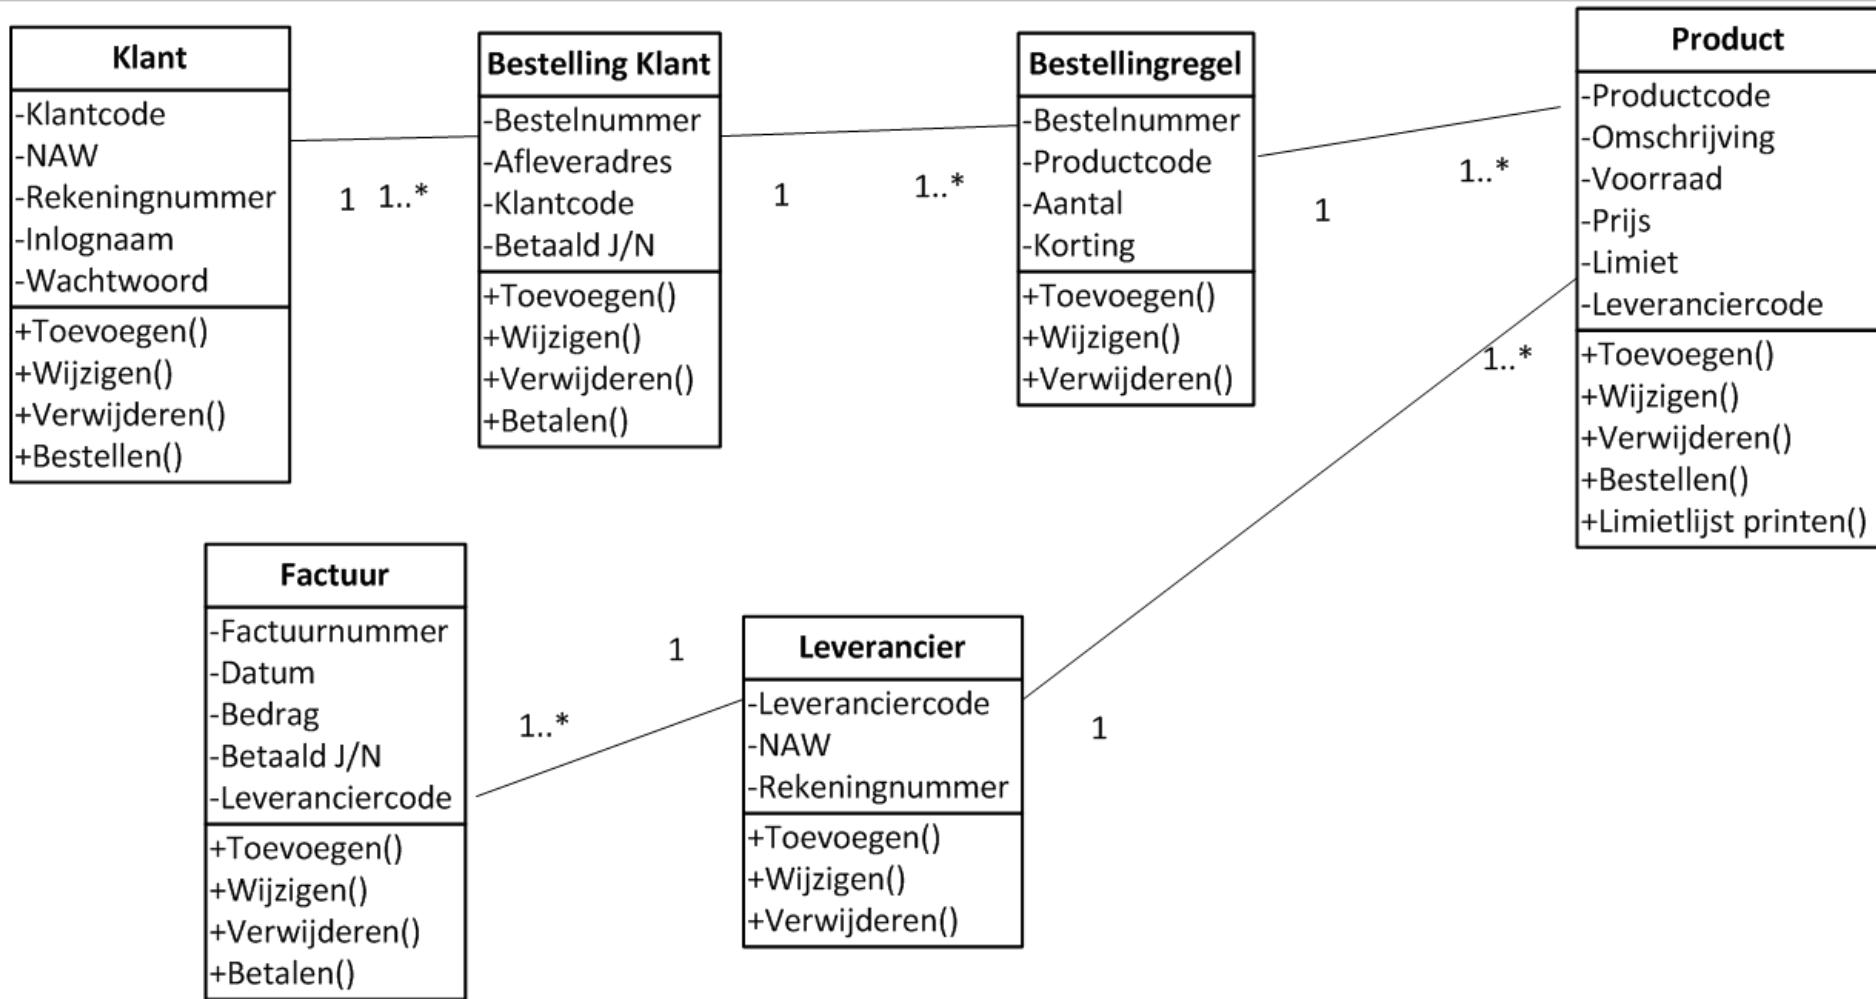 Klant
-Klantcode
-NAW
-Rekeningnummer
-Inlognaam
-Wachtwoord
+Toevoegen()
+Wijzigen()
+Verwijderen()
+Bestellen()
1
1..*
Bestelling Klant
-Bestelnummer
-Afleveradres
-Klantcode
-Betaald J/N
+Toevoegen()
+Wijzigen()
+Verwijderen()
+Betalen()
1
1..*
Bestellingregel
-Bestelnummer
-Productcode
-Aantal
-Korting
+Toevoegen()
+Wijzigen()
+Verwijderen()
1
1..*
Product
-Productcode
-Omschrijving
-Voorraad
-Prijs
-Limiet
-Leveranciercode
+Toevoegen()
+Wijzigen()
+Verwijderen()
+Bestellen()
+Limietlijst printen()
1..*
Factuur
-Factuurnummer
-Datum
-Bedrag
-Betaald J/N
-Leveranciercode
+Toevoegen()
+Wijzigen()
+Verwijderen()
+Betalen()
1..*
1
Leverancier
-Leveranciercode
-NAW
-Rekeningnummer
+Toevoegen()
+Wijzigen()
+Verwijderen()
1